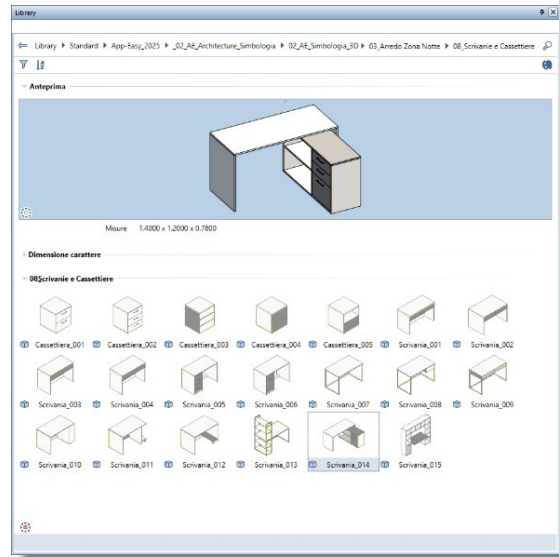 Library
Library ▸ Standard ▸ App-Easy_2025 ▸ _02_AE_Architecture_Simbologia ▸ 02_AE_Simbologia_3D ▸ 03_Arredo Zona Notte ▸ 08_Scrivanie e Cassettiere
Anteprima
Misure 1.4000 x 1.2000 x 0.7800
Dimensione carattere
08Scrivanie e Cassettiere
Cassettiera_001 Cassettiera_002 Cassettiera_003 Cassettiera_004 Cassettiera_005 Scrivania_001 Scrivania_002
Scrivania_003 Scrivania_004 Scrivania_005 Scrivania_006 Scrivania_007 Scrivania_008 Scrivania_009
Scrivania_010 Scrivania_011 Scrivania_012 Scrivania_013 Scrivania_014 Scrivania_015